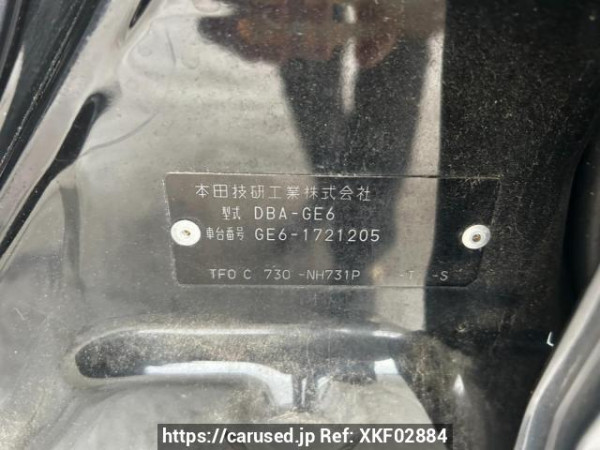 本田技研工業株式会社
型式 DBA-GE6
車台番号 GE6-1721205
TF0 C 730 -NH731P -T -S
https://carused.jp Ref: XKF02884